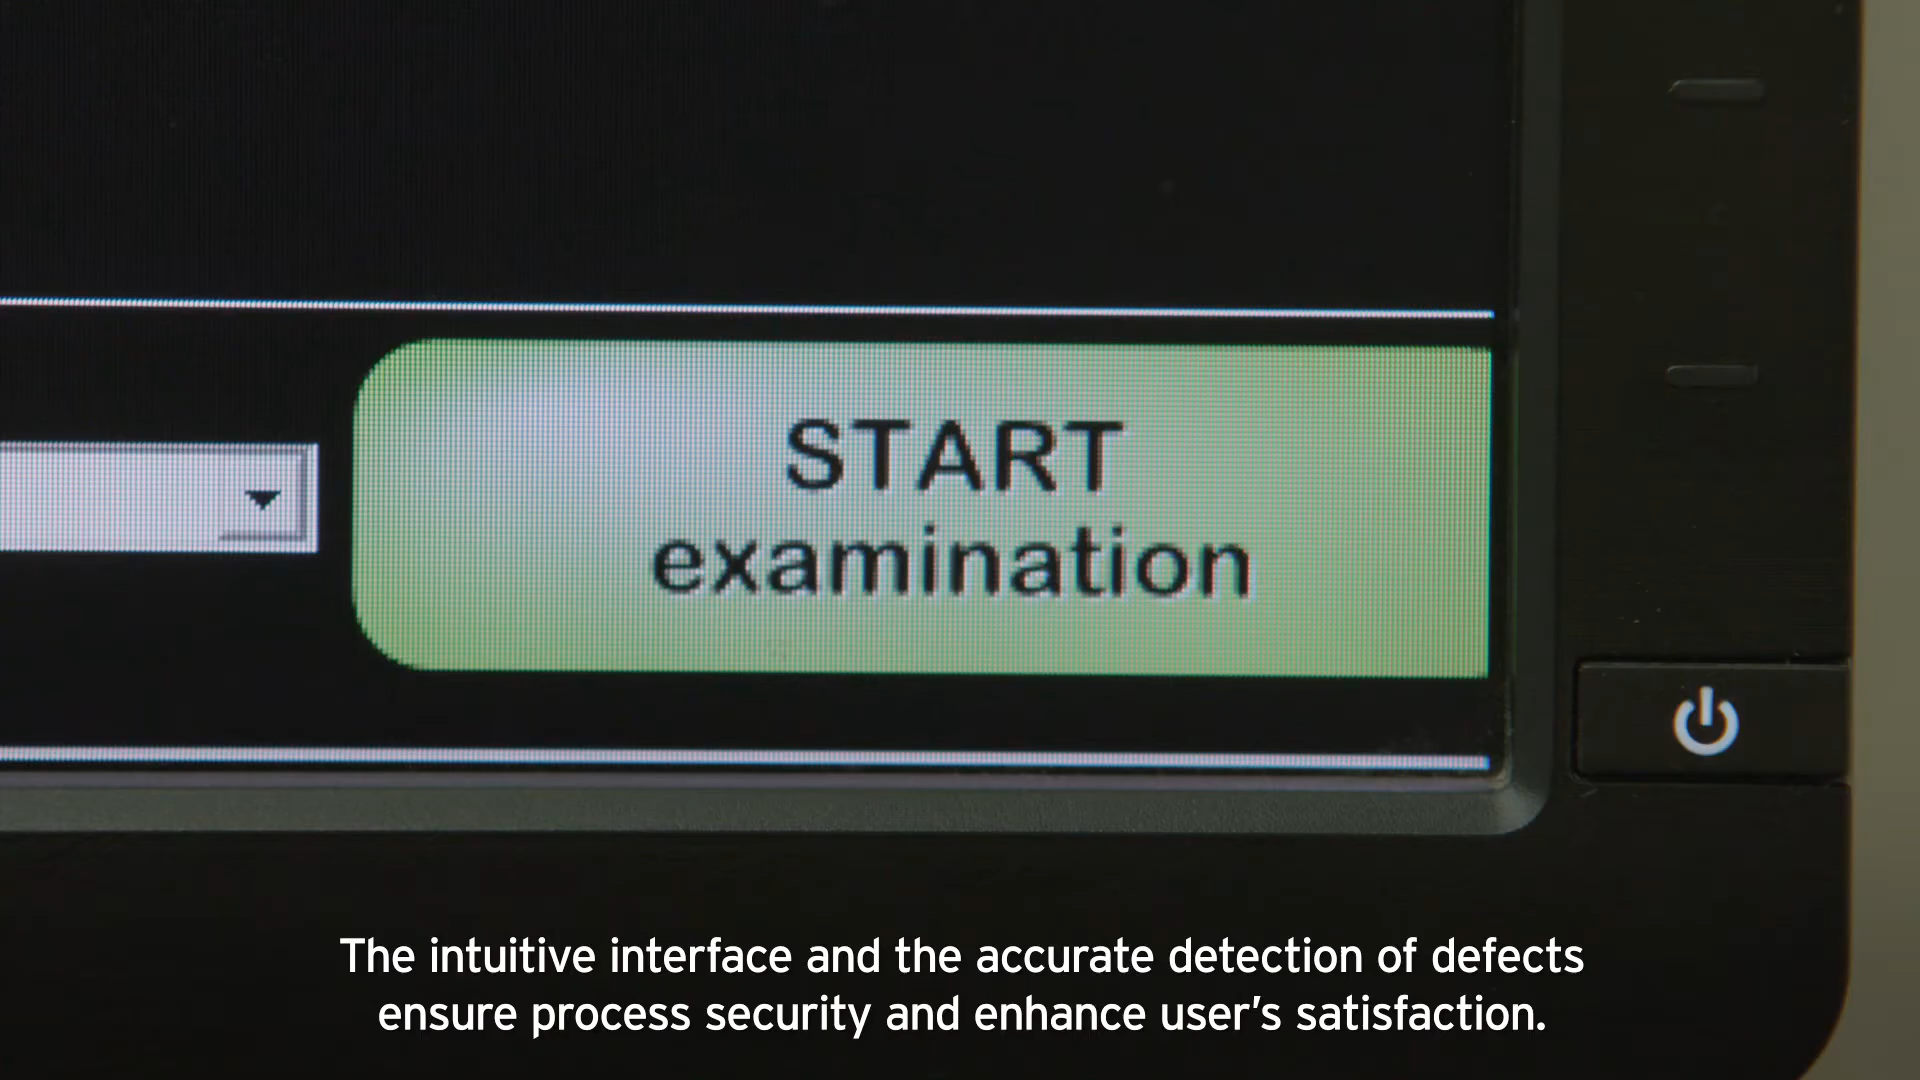 START
examination
The intuitive interface and the accurate detection of defects
ensure process security and enhance user's satisfaction.